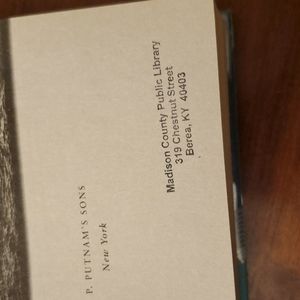 P. PUTNAM'S SONS
New York
Madison County Public Library
319 Chestnut Street
Berea, KY 40403